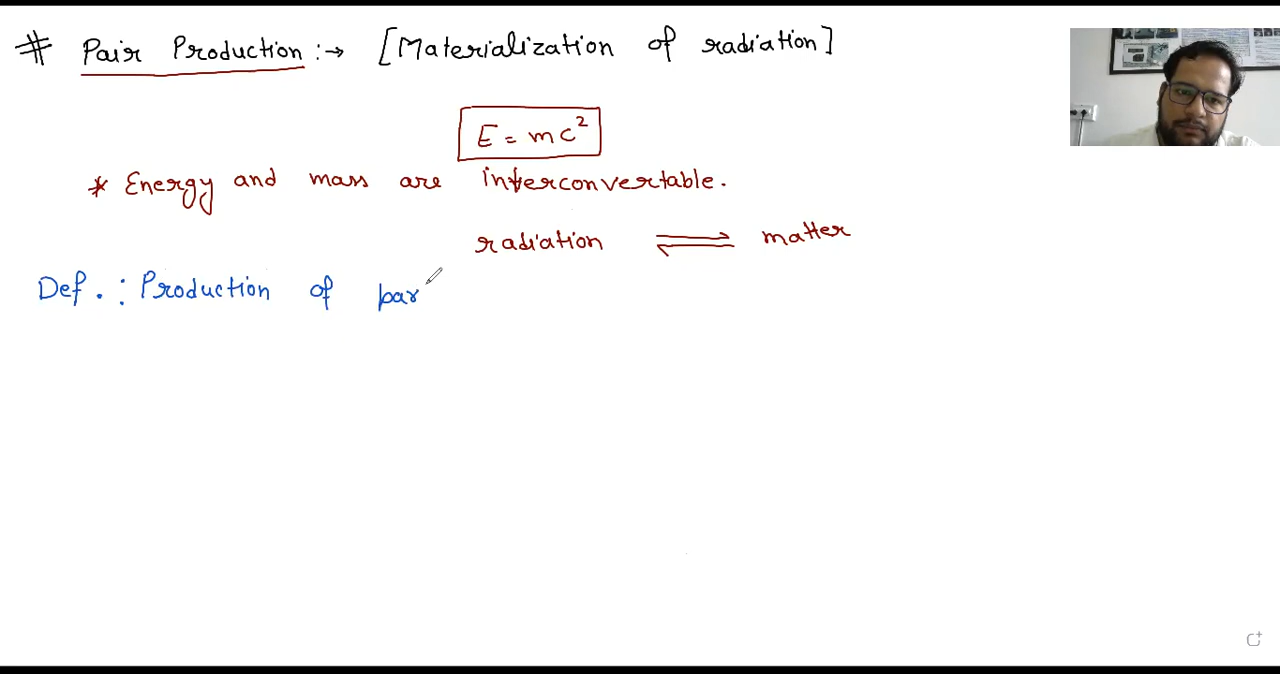 # Pair Production :→ [Materialization of radiation]
E = mc²
* Energy and mass are interconvertable.
radiation ⇌ matter
Def. : Production of par